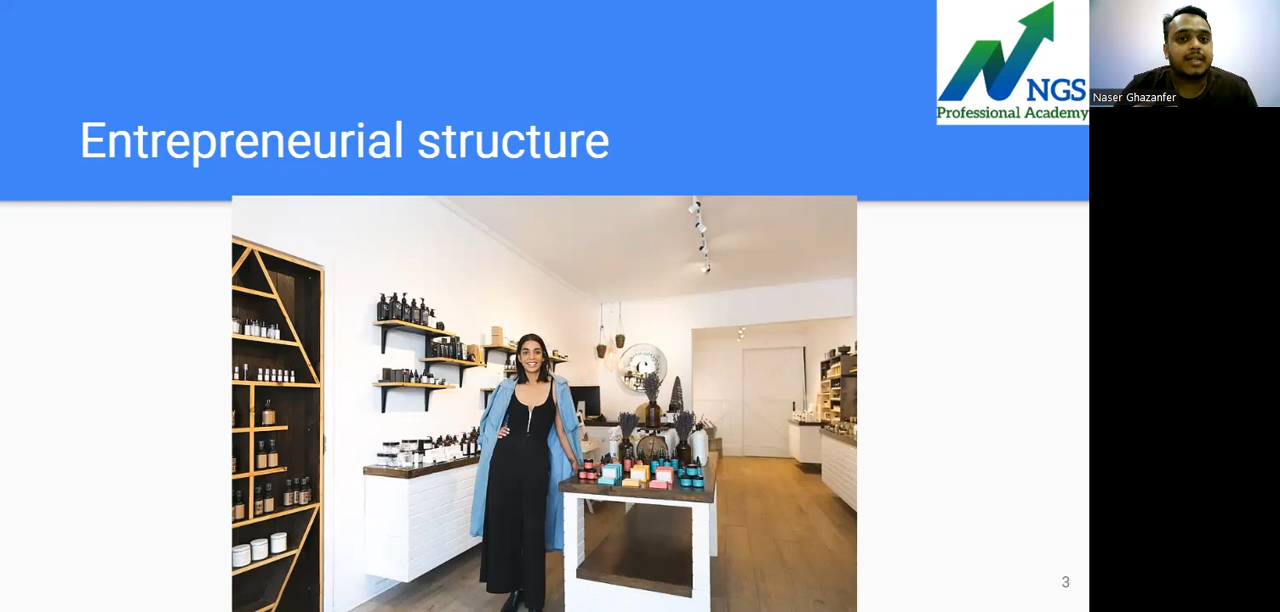 Entrepreneurial structure
NGS
Professional Academy
Naser Ghazanfer
3